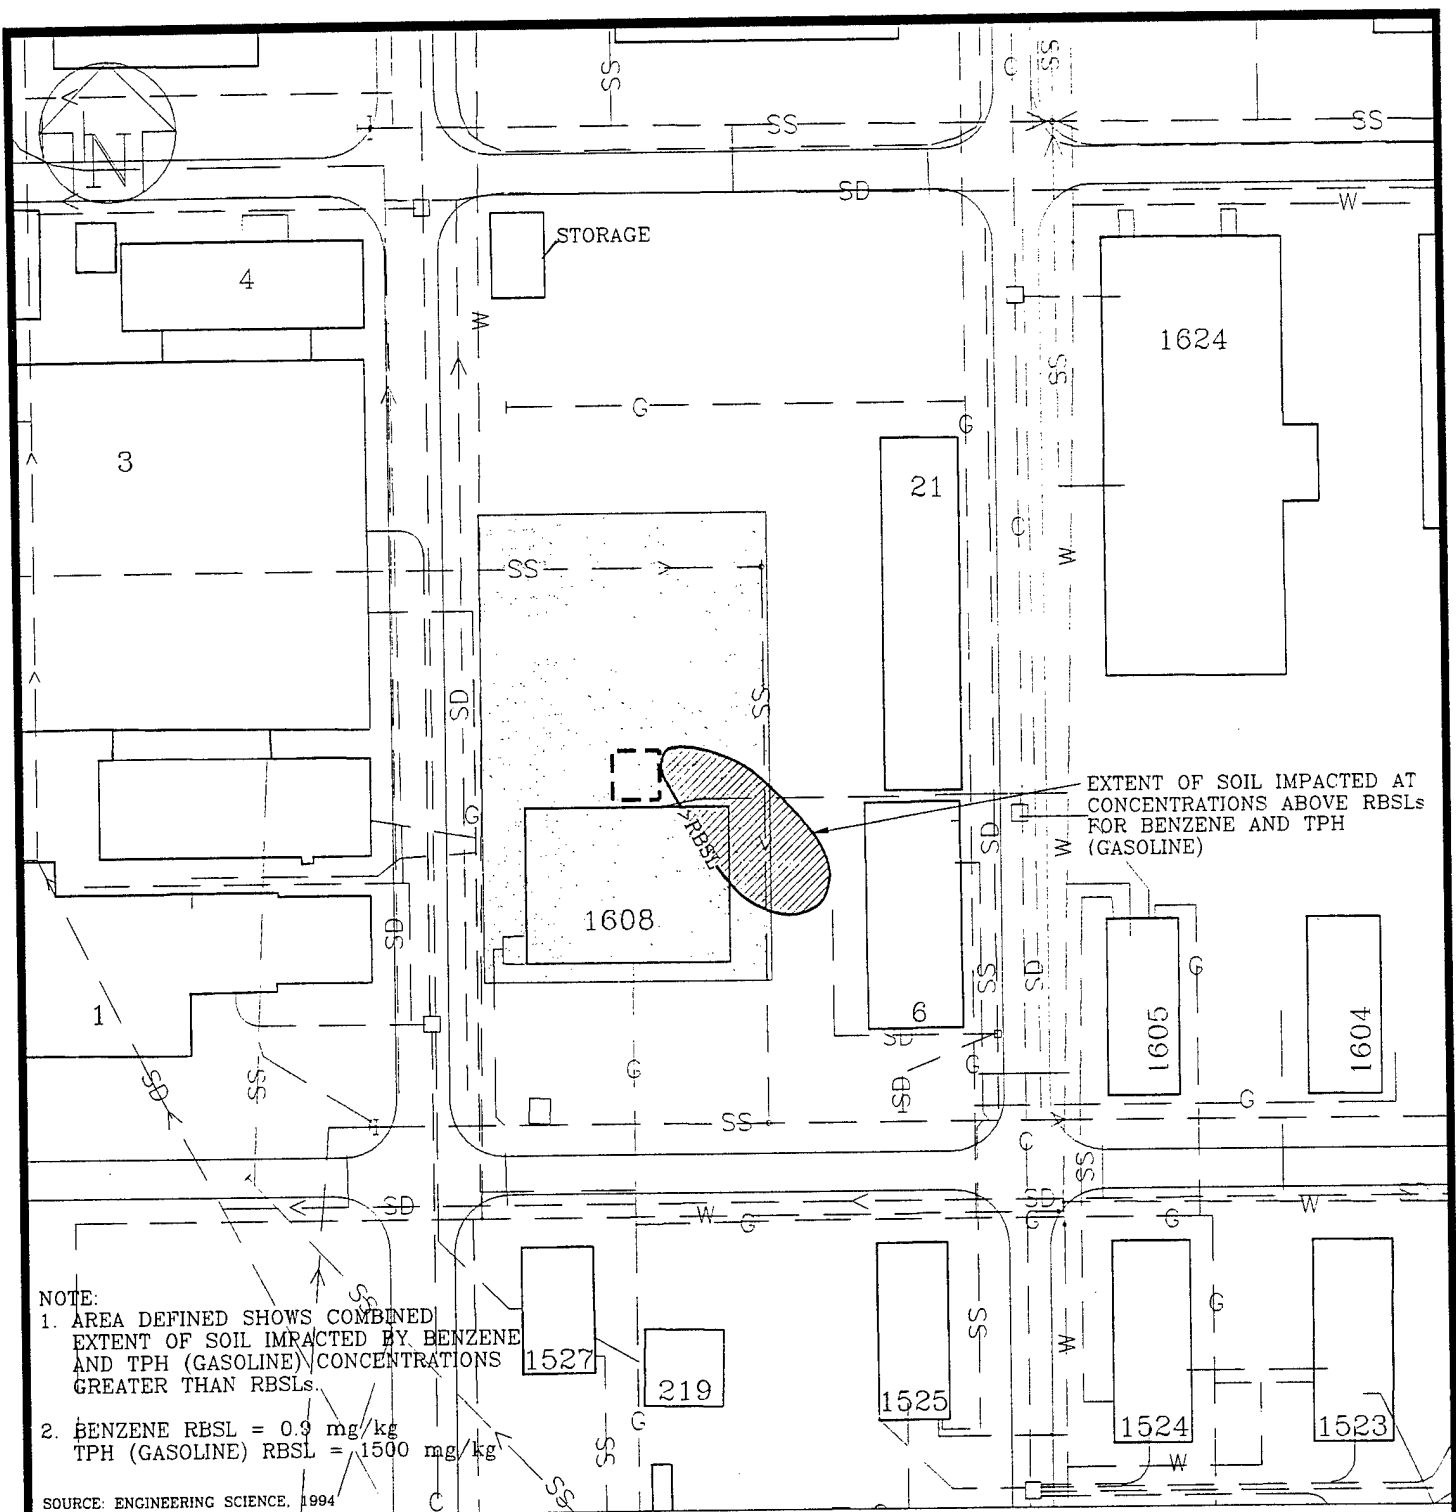 SS
C
SS
SS
SS
N
SD
W
STORAGE
4
W
1624
SS
G
G
3
21
C
SS
W
SD
SS
EXTENT OF SOIL IMPACTED AT
CONCENTRATIONS ABOVE RBSLs
FOR BENZENE AND TPH
(GASOLINE)
G
>RBSL
SD
W
1608
SD
G
SS
SD
1
6
1605
1604
SD
G
G
SD
SS
SD
G
SS
C
SS
SD
SD
W
G
G
G
W
SS
NOTE:
1. AREA DEFINED SHOWS COMBINED
EXTENT OF SOIL IMPACTED BY BENZENE
AND TPH (GASOLINE) CONCENTRATIONS
GREATER THAN RBSLs.
2. BENZENE RBSL = 0.9 mg/kg
TPH (GASOLINE) RBSL = 1500 mg/kg
SS
1527
219
1525
SS
W
G
1524
1523
G
SS
W
SS
C
SOURCE: ENGINEERING SCIENCE, 1994